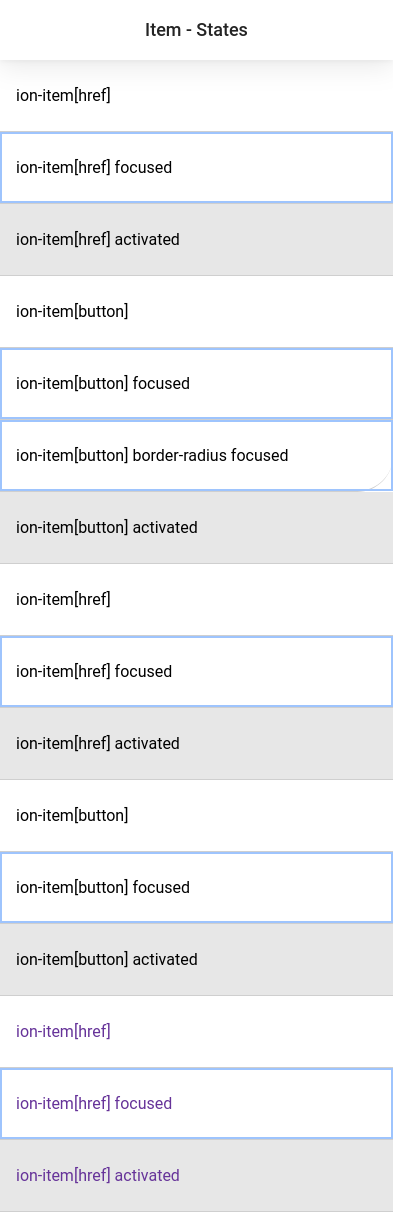 Item - States
ion-item[href]
ion-item[href] focused
ion-item[href] activated
ion-item[button]
ion-item[button] focused
ion-item[button] border-radius focused
ion-item[button] activated
ion-item[href]
ion-item[href] focused
ion-item[href] activated
ion-item[button]
ion-item[button] focused
ion-item[button] activated
ion-item[href]
ion-item[href] focused
ion-item[href] activated